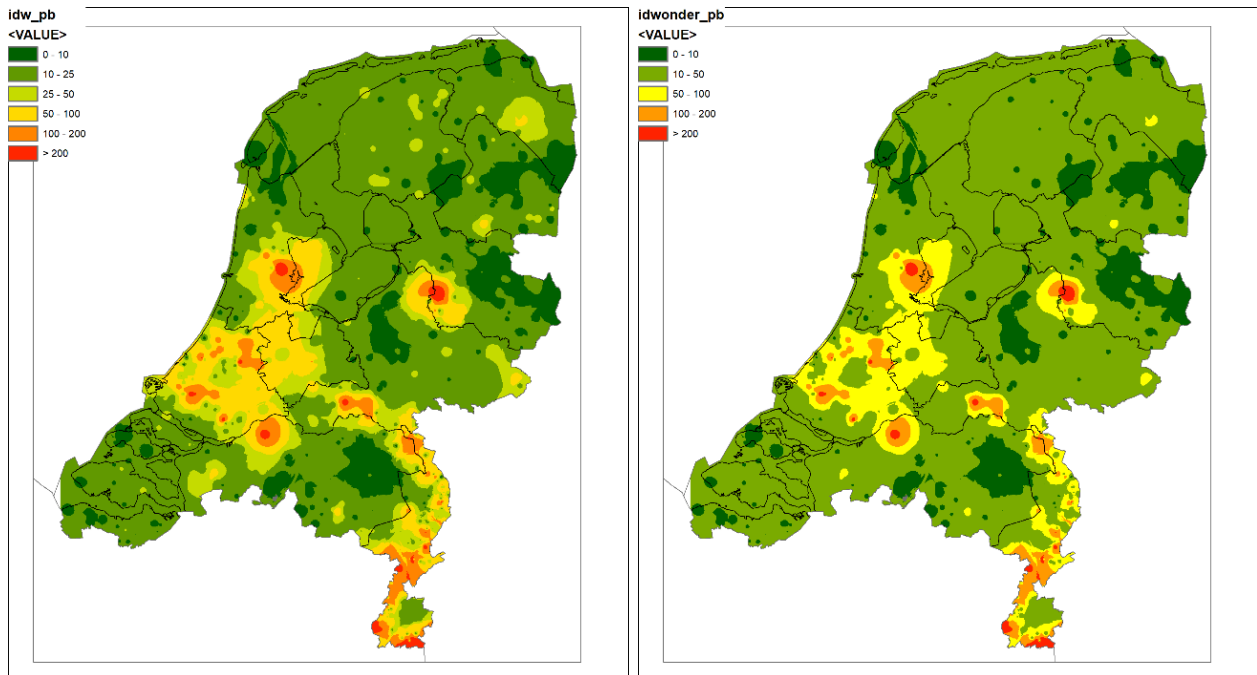 idw_pb
<VALUE>
0 - 10
10 - 25
25 - 50
50 - 100
100 - 200
> 200
idwonder_pb
<VALUE>
0 - 10
10 - 50
50 - 100
100 - 200
> 200